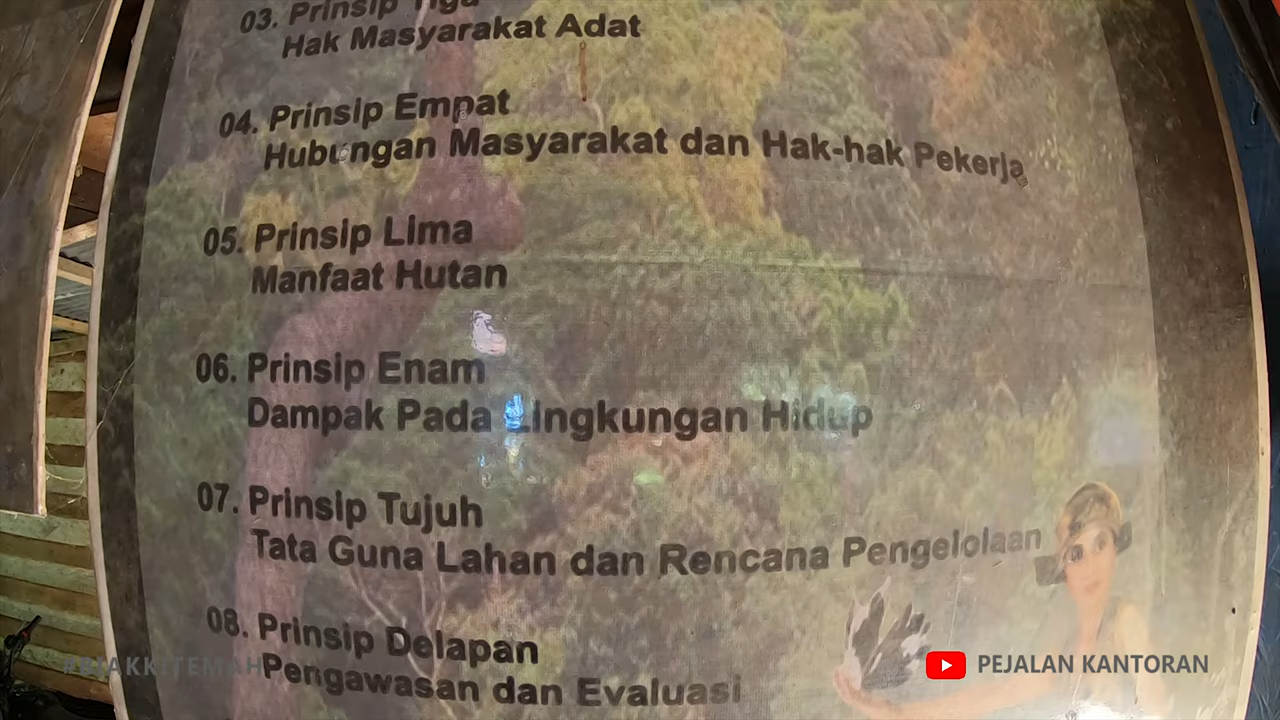 03. Prinsip Tiga
Hak Masyarakat Adat
04. Prinsip Empat
Hubungan Masyarakat dan Hak-hak Pekerja
05. Prinsip Lima
Manfaat Hutan
06. Prinsip Enam
Dampak Pada Lingkungan Hidup
07. Prinsip Tujuh
Tata Guna Lahan dan Rencana Pengelolaan
08. Prinsip Delapan
Pengawasan dan Evaluasi
PEJALAN KANTORAN